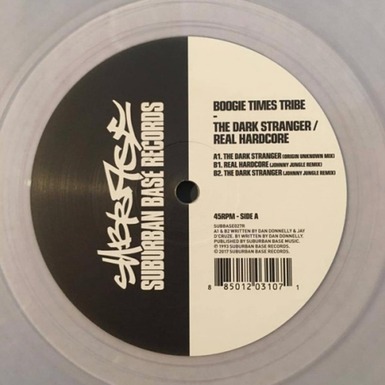 SUBBASE
SUBURBAN BASE RECORDS
BOOGIE TIMES TRIBE
-
THE DARK STRANGER /
REAL HARDCORE
A1. THE DARK STRANGER (ORIGIN UNKNOWN MIX)
B1. REAL HARDCORE (JOHNNY JUNGLE REMIX)
B2. THE DARK STRANGER (JOHNNY JUNGLE REMIX)
45RPM - SIDE A
SUBBASE027R
A1 & B2 WRITTEN BY DAN DONNELLY & JAY
D'CRUZE. B1 WRITTEN BY DAN DONNELLY.
PUBLISHED BY SUBURBAN BASE MUSIC.
℗ 1993 SUBURBAN BASE RECORDS.
© 2017 SUBURBAN BASE RECORDS.
8 85012 03107 1